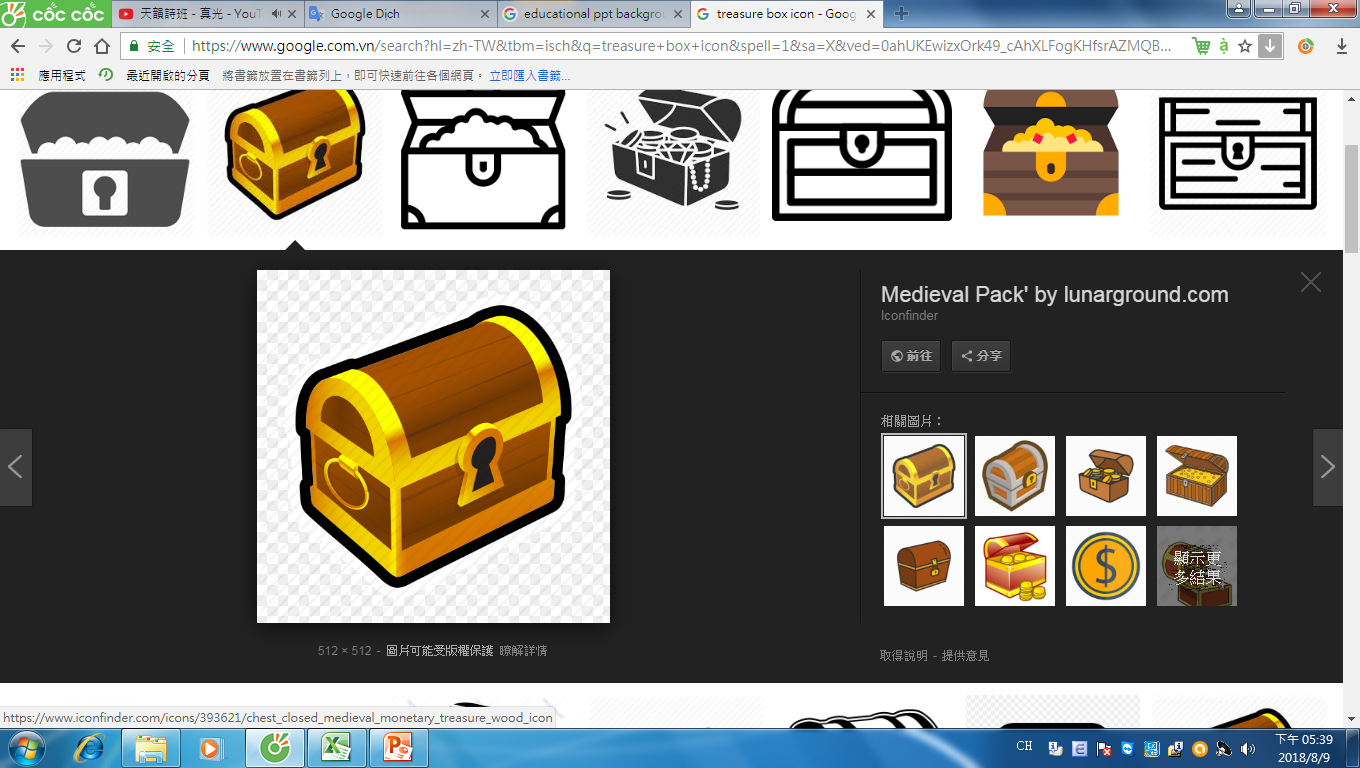 cốc cốc
天韻詩班 - 真光 - YouT
Google Dịch
educational ppt backgrou
treasure box icon - Goog
安全
https://www.google.com.vn/search?hl=zh-TW&tbm=isch&q=treasure+box+icon&spell=1&sa=X&ved=0ahUKEwizxOrk49_cAhXLFogKHfsrAZMQB...
應用程式
最近開啟的分頁
將書籤放置在書籤列上，即可快速前往各個網頁。
立即匯入書籤...
Medieval Pack' by lunarground.com
Iconfinder
前往
分享
相關圖片：
$
顯示更
多結果
512 × 512 - 圖片可能受版權保護 瞭解詳情
取得說明 - 提供意見
https://www.iconfinder.com/icons/393621/chest_closed_medieval_monetary_treasure_wood_icon
CH
下午 05:39
2018/8/9